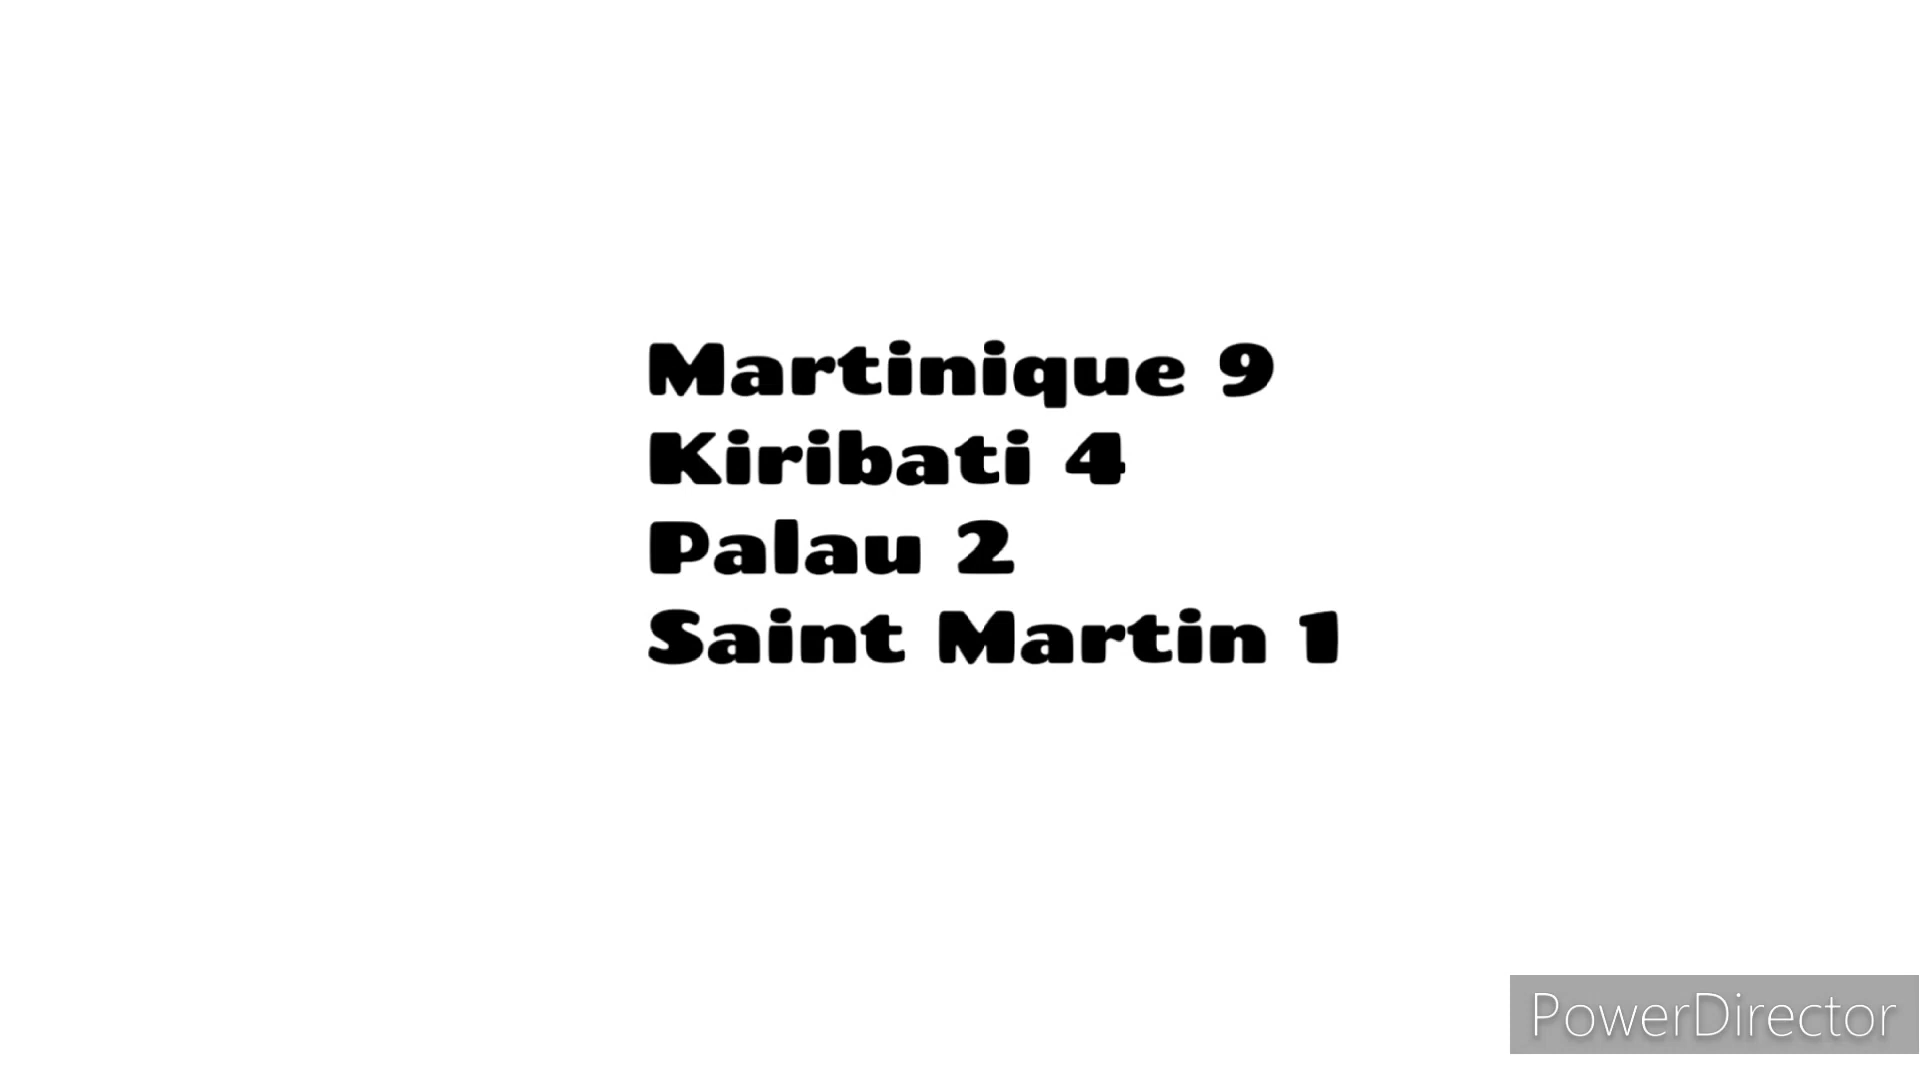 Martinique 9
Kiribati 4
Palau 2
Saint Martin 1
PowerDirector